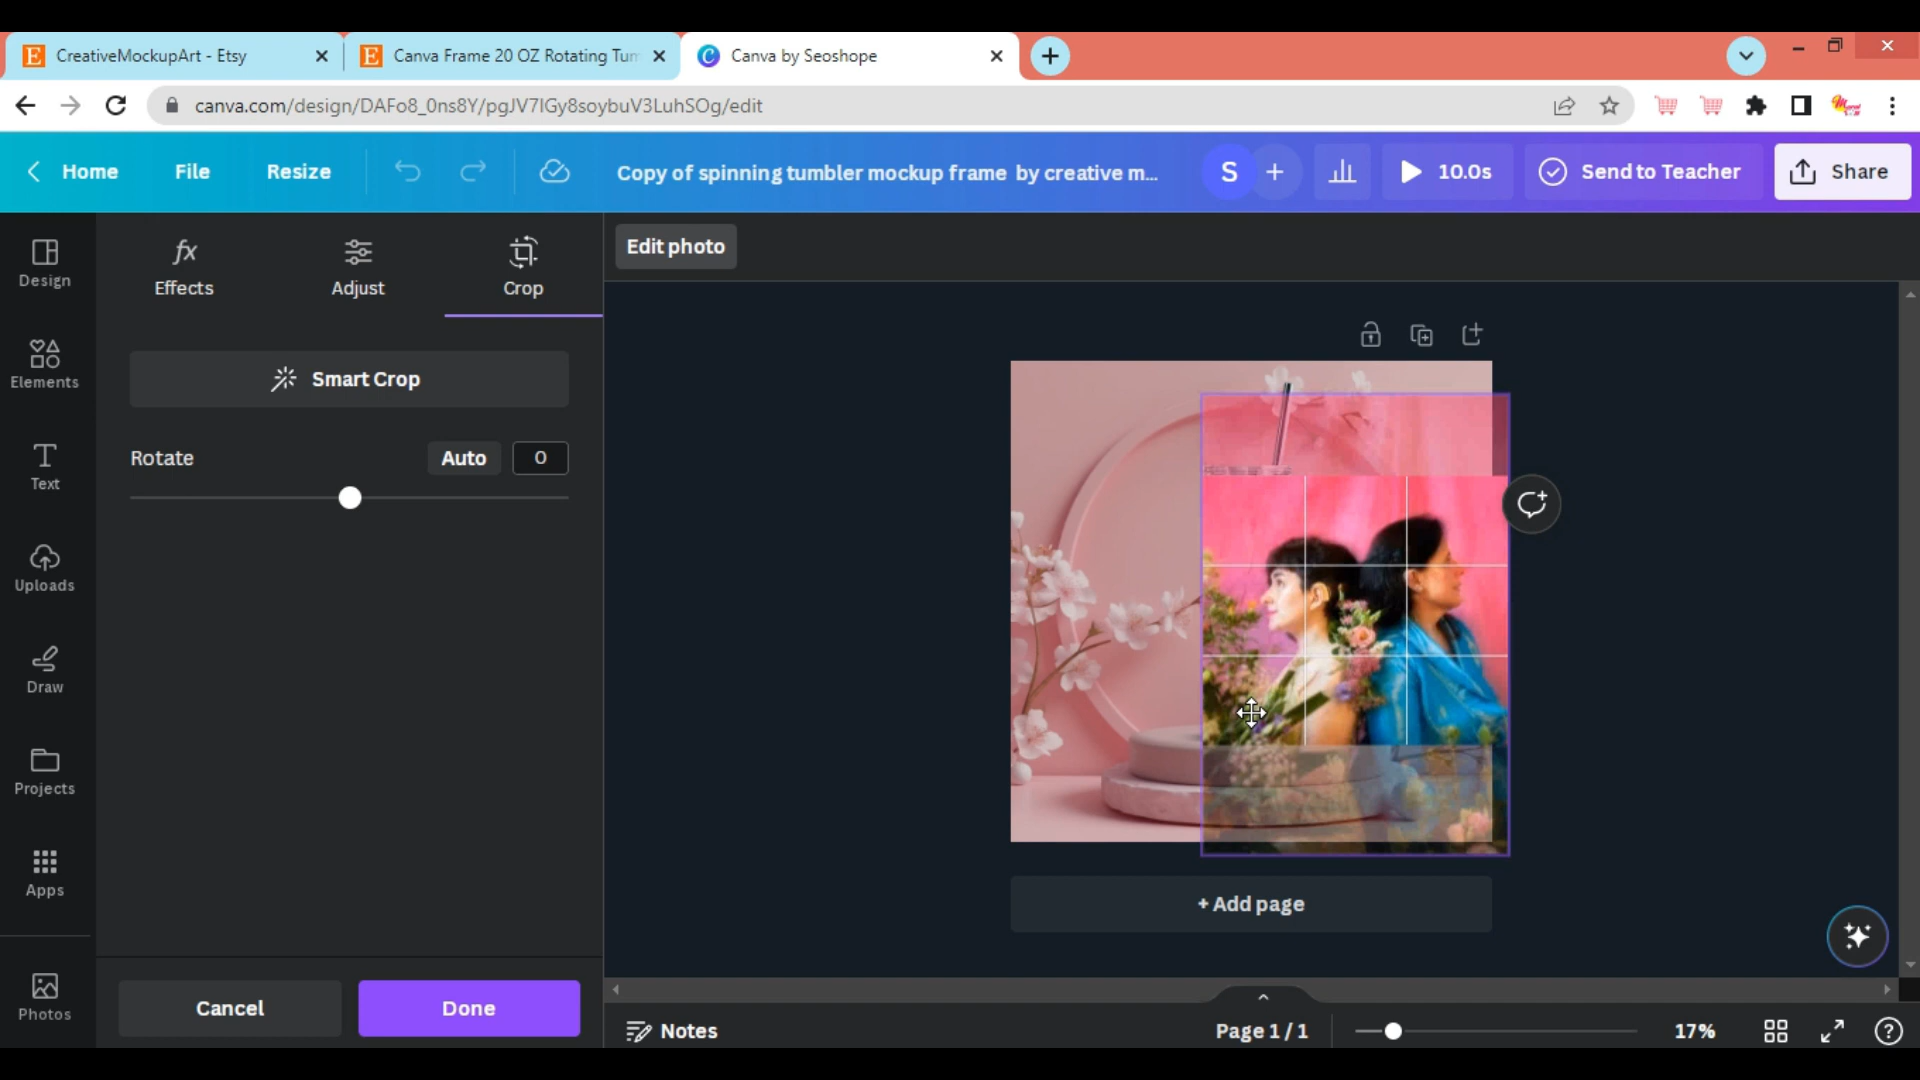 CreativeMockupArt - Etsy
Canva Frame 20 OZ Rotating Tum
Canva by Seoshope
canva.com/design/DAFo8_0ns8Y/pgJV7IGy8soybuV3LuhSOg/edit
Home
File
Resize
Copy of spinning tumbler mockup frame by creative m...
S
10.0s
Send to Teacher
Share
Design
Elements
Text
Uploads
Draw
Projects
Apps
Photos
fx
Effects
Adjust
Crop
Smart Crop
Rotate
Auto
0
Cancel
Done
Edit photo
+ Add page
Notes
Page 1 / 1
17%